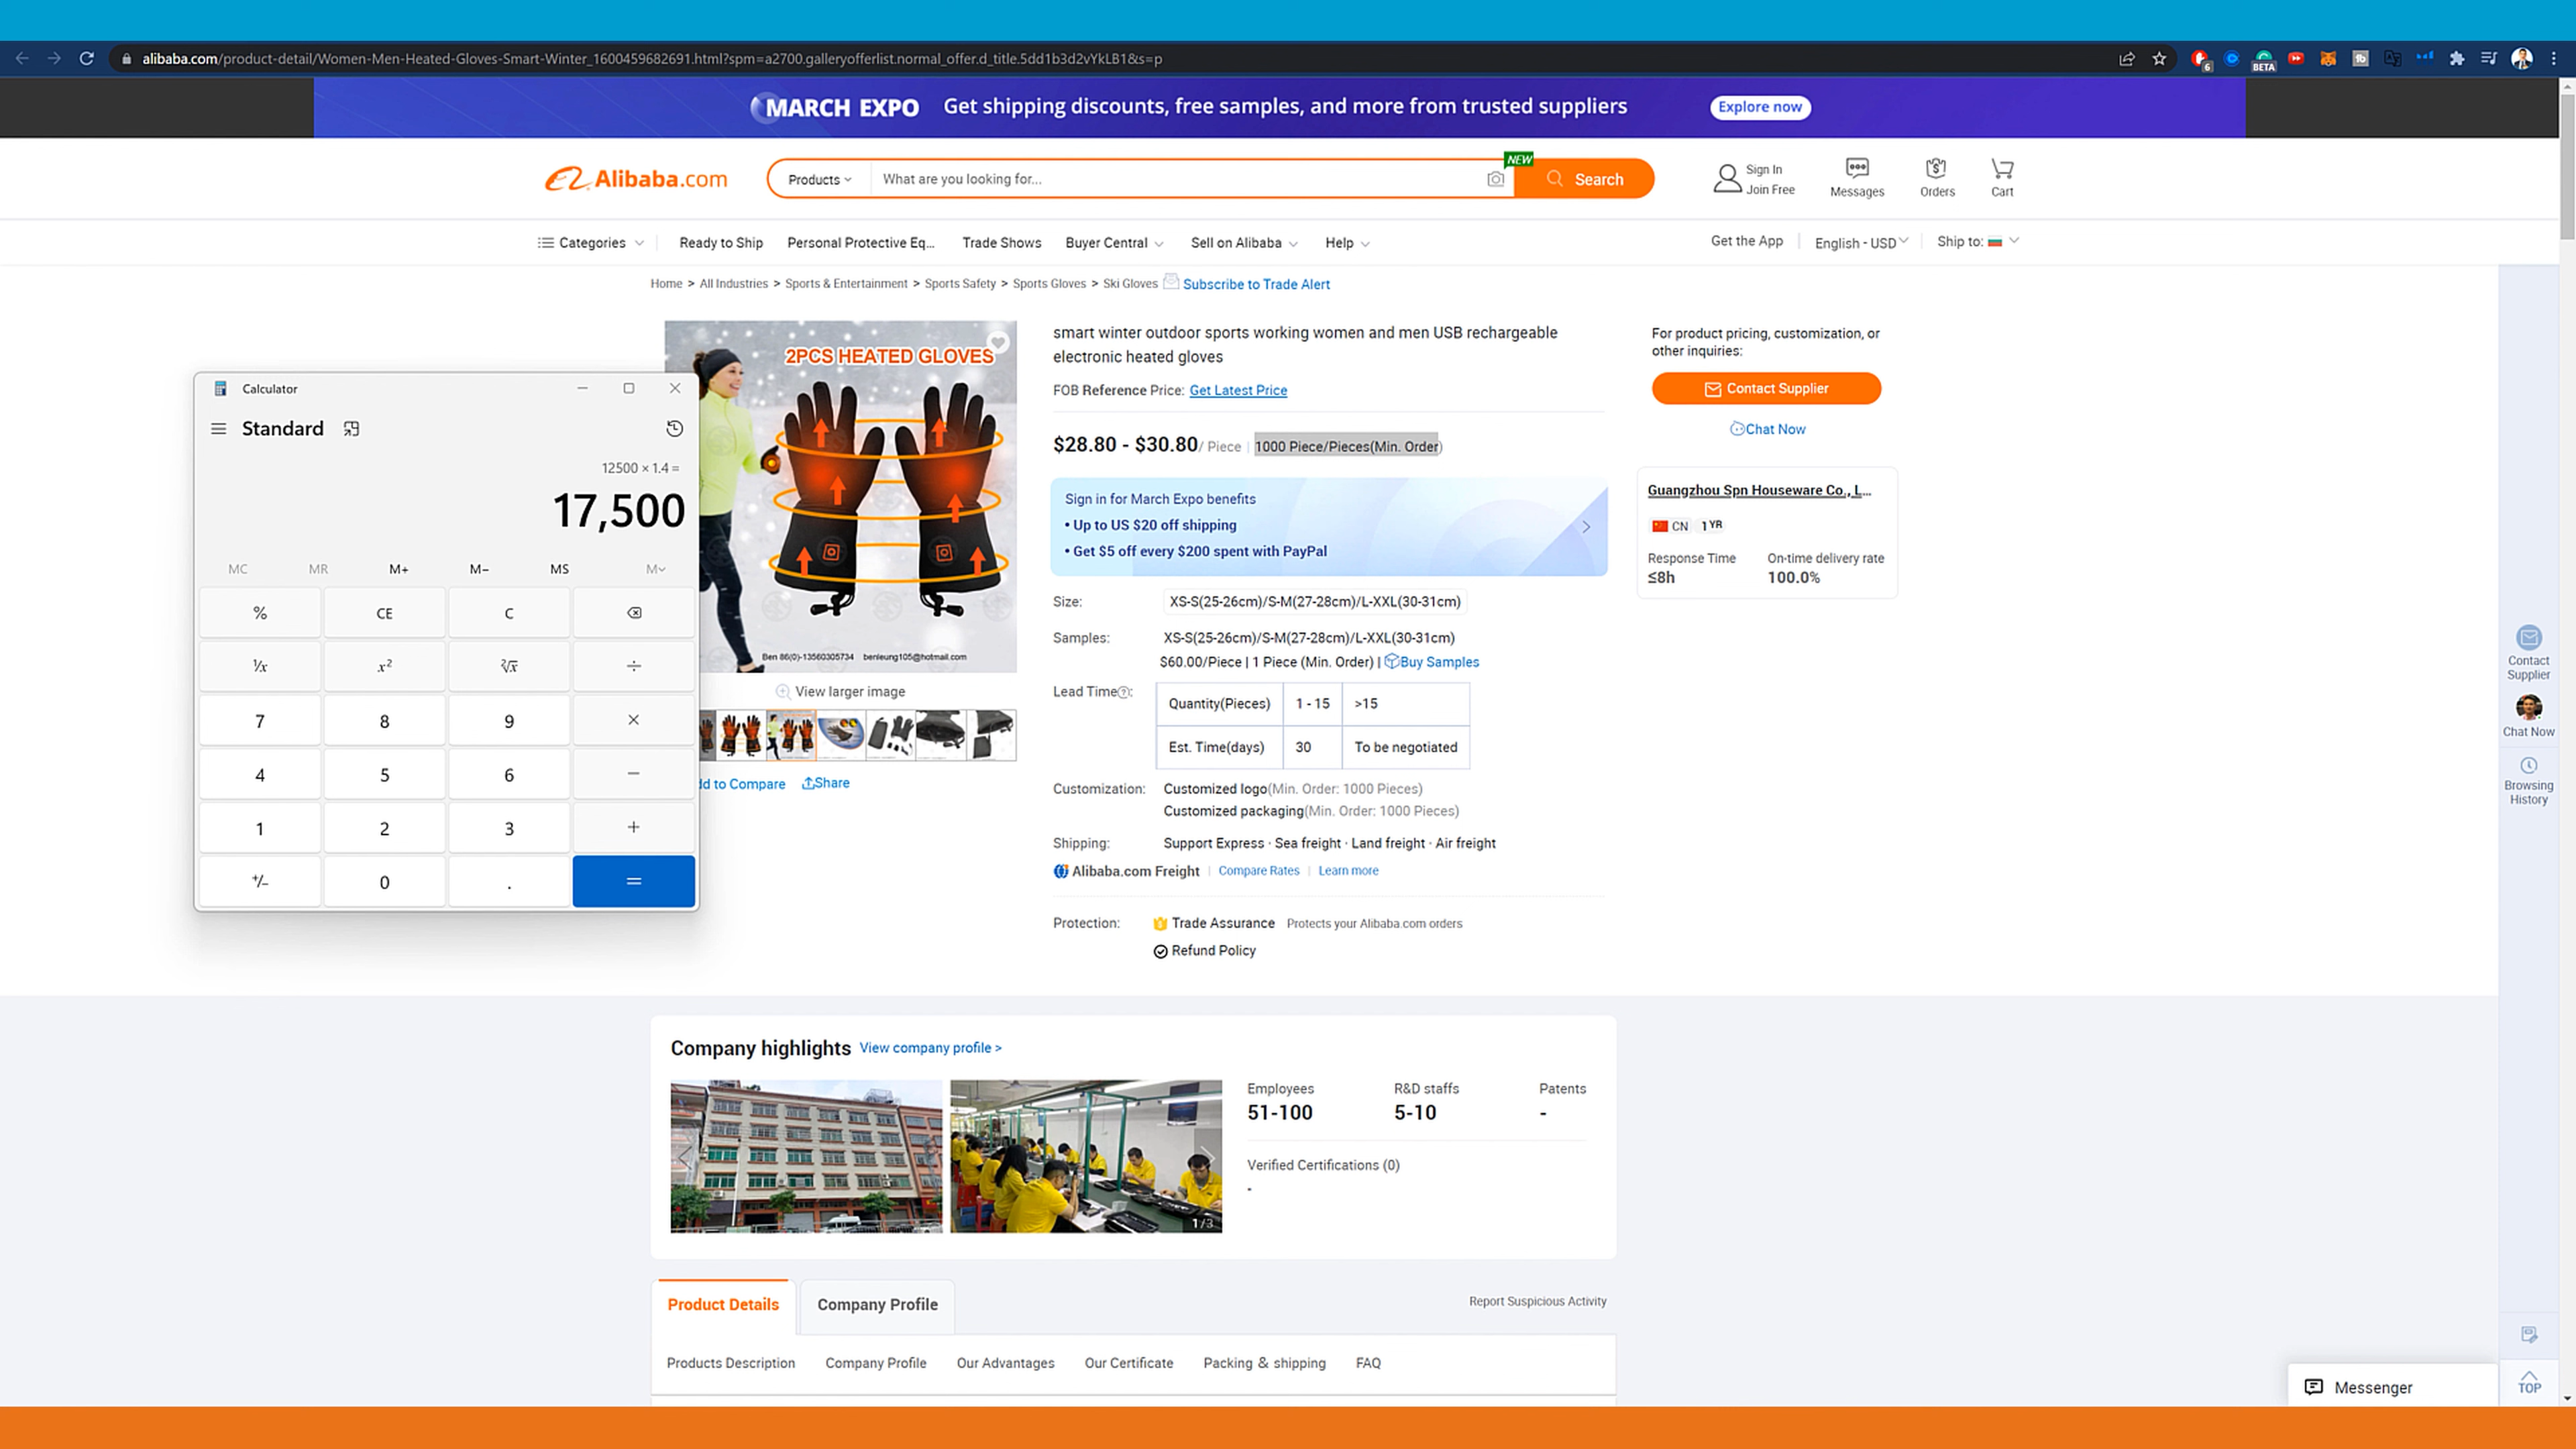 alibaba.com/product-detail/Women-Men-Heated-Gloves-Smart-Winter_1600459682691.html?spm=a2700.galleryofferlist.normal_offer.d_title.5dd1b3d2vYkLB1&s=p
6
BETA
MARCH EXPO Get shipping discounts, free samples, and more from trusted suppliers Explore now
Alibaba.com
Products
What are you looking for...
NEW
Search
Sign In
Join Free
Messages
Orders
Cart
Categories Ready to Ship Personal Protective Eq... Trade Shows Buyer Central Sell on Alibaba Help
Get the App English - USD Ship to:
Home > All Industries > Sports & Entertainment > Sports Safety > Sports Gloves > Ski Gloves Subscribe to Trade Alert
Calculator
Standard
12500 × 1.4 =
17,500
MC MR M+ M− MS M
% CE C
⅟x x² ²√x ÷
7 8 9 ×
4 5 6 −
1 2 3 +
+/− 0 . =
2PCS HEATED GLOVES
Ben 86(0)-13560305734 benleung105@hotmail.com
View larger image
dd to Compare Share
smart winter outdoor sports working women and men USB rechargeable
electronic heated gloves
FOB Reference Price: Get Latest Price
$28.80 - $30.80/ Piece | 1000 Piece/Pieces(Min. Order)
Sign in for March Expo benefits
• Up to US $20 off shipping
• Get $5 off every $200 spent with PayPal
Size: XS-S(25-26cm)/S-M(27-28cm)/L-XXL(30-31cm)
Samples: XS-S(25-26cm)/S-M(27-28cm)/L-XXL(30-31cm)
$60.00/Piece | 1 Piece (Min. Order) | Buy Samples
Lead Time?:
Quantity(Pieces) 1 - 15 >15
Est. Time(days) 30 To be negotiated
Customization: Customized logo(Min. Order: 1000 Pieces)
Customized packaging(Min. Order: 1000 Pieces)
Shipping: Support Express · Sea freight · Land freight · Air freight
Alibaba.com Freight | Compare Rates | Learn more
Protection: Trade Assurance Protects your Alibaba.com orders
Refund Policy
For product pricing, customization, or
other inquiries:
Contact Supplier
Chat Now
Guangzhou Spn Houseware Co., L...
CN 1 YR
Response Time On-time delivery rate
≤8h 100.0%
Contact
Supplier
Chat Now
Browsing
History
Company highlights View company profile >
1/3
Employees R&D staffs Patents
51-100 5-10 -
Verified Certifications (0)
-
Product Details Company Profile Report Suspicious Activity
Products Description Company Profile Our Advantages Our Certificate Packing & shipping FAQ
Messenger
TOP